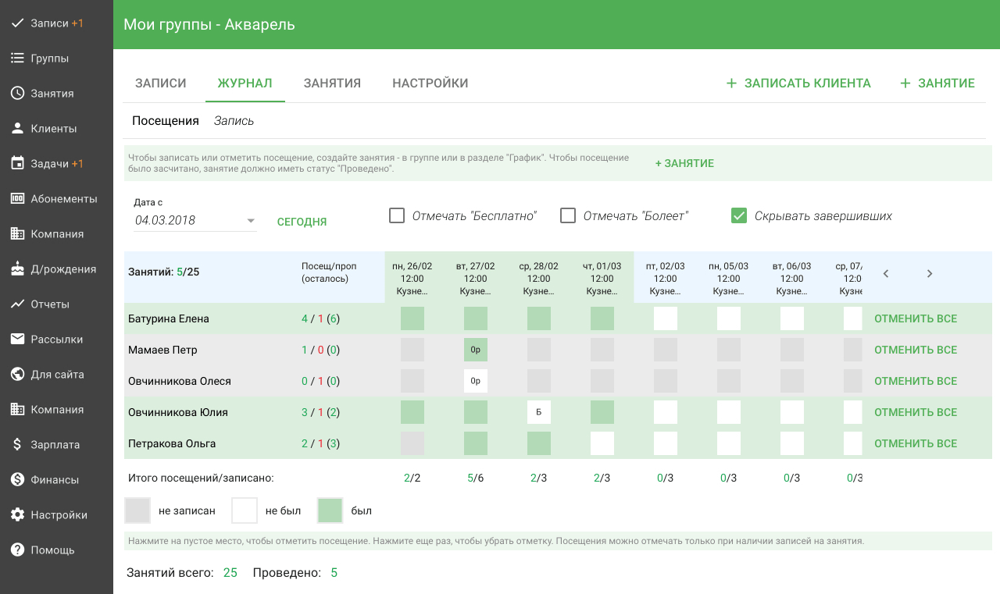 Записи +1
Группы
Занятия
Клиенты
Задачи +1
Абонементы
Компания
Д/рождения
Отчеты
Рассылки
Для сайта
Компания
Зарплата
Финансы
Настройки
Помощь
Мои группы - Акварель
ЗАПИСИ ЖУРНАЛ ЗАНЯТИЯ НАСТРОЙКИ + ЗАПИСАТЬ КЛИЕНТА + ЗАНЯТИЕ
Посещения Запись
Чтобы записать или отметить посещение, создайте занятия - в группе или в разделе "График". Чтобы посещение
было засчитано, занятие должно иметь статус "Проведено".
+ ЗАНЯТИЕ
Дата с
04.03.2018 СЕГОДНЯ Отмечать "Бесплатно" Отмечать "Болеет" Скрывать завершивших
Занятий: 5/25
Посещ/проп
(осталось)
пн, 26/02 вт, 27/02 ср, 28/02 чт, 01/03 пт, 02/03 пн, 05/03 вт, 06/03 ср, 07/
12:00 12:00 12:00 12:00 12:00 12:00 12:00 12:0
Кузне... Кузне... Кузне... Кузне... Кузне... Кузне... Кузне... Кузне
Батурина Елена 4 / 1 (6) ОТМЕНИТЬ ВСЕ
Мамаев Петр 1 / 0 (0) 0р ОТМЕНИТЬ ВСЕ
Овчинникова Олеся 0 / 1 (0) 0р ОТМЕНИТЬ ВСЕ
Овчинникова Юлия 3 / 1 (2) Б ОТМЕНИТЬ ВСЕ
Петракова Ольга 2 / 1 (3) ОТМЕНИТЬ ВСЕ
Итого посещений/записано: 2/2 5/6 2/3 2/3 0/3 0/3 0/3 0/3
не записан не был был
Нажмите на пустое место, чтобы отметить посещение. Нажмите еще раз, чтобы убрать отметку. Посещения можно отмечать только при наличии записей на занятия.
Занятий всего: 25 Проведено: 5